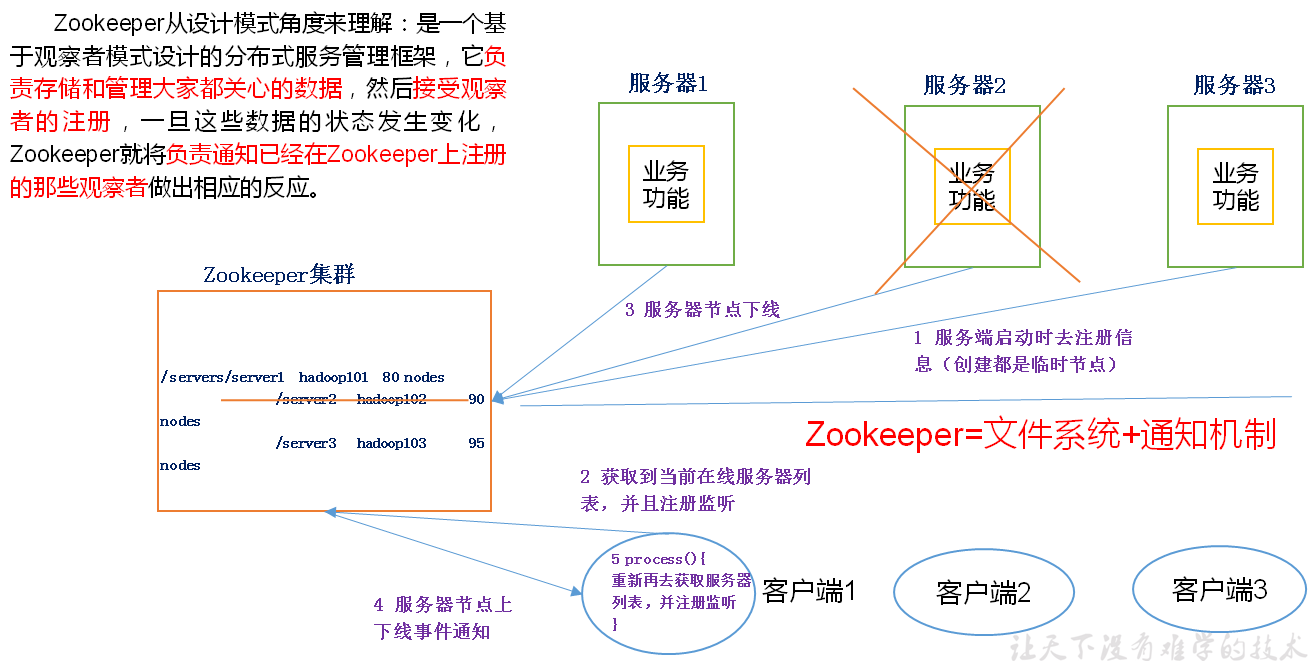 Zookeeper从设计模式角度来理解：是一个基
于观察者模式设计的分布式服务管理框架，它负
责存储和管理大家都关心的数据，然后接受观察
者的注册，一旦这些数据的状态发生变化，
Zookeeper就将负责通知已经在Zookeeper上注册
的那些观察者做出相应的反应。
服务器1
服务器2
服务器3
业务
功能
业务
功能
业务
功能
Zookeeper集群
3 服务器节点下线
1 服务端启动时去注册信
息（创建都是临时节点）
/servers/server1 hadoop101 80 nodes
/server2 hadoop102 90
nodes
/server3 hadoop103 95
nodes
Zookeeper=文件系统+通知机制
2 获取到当前在线服务器列
表，并且注册监听
5 process(){
重新再去获取服务器
列表，并注册监听
}
客户端1
客户端2
客户端3
4 服务器节点上
下线事件通知
让天下没有难学的技术